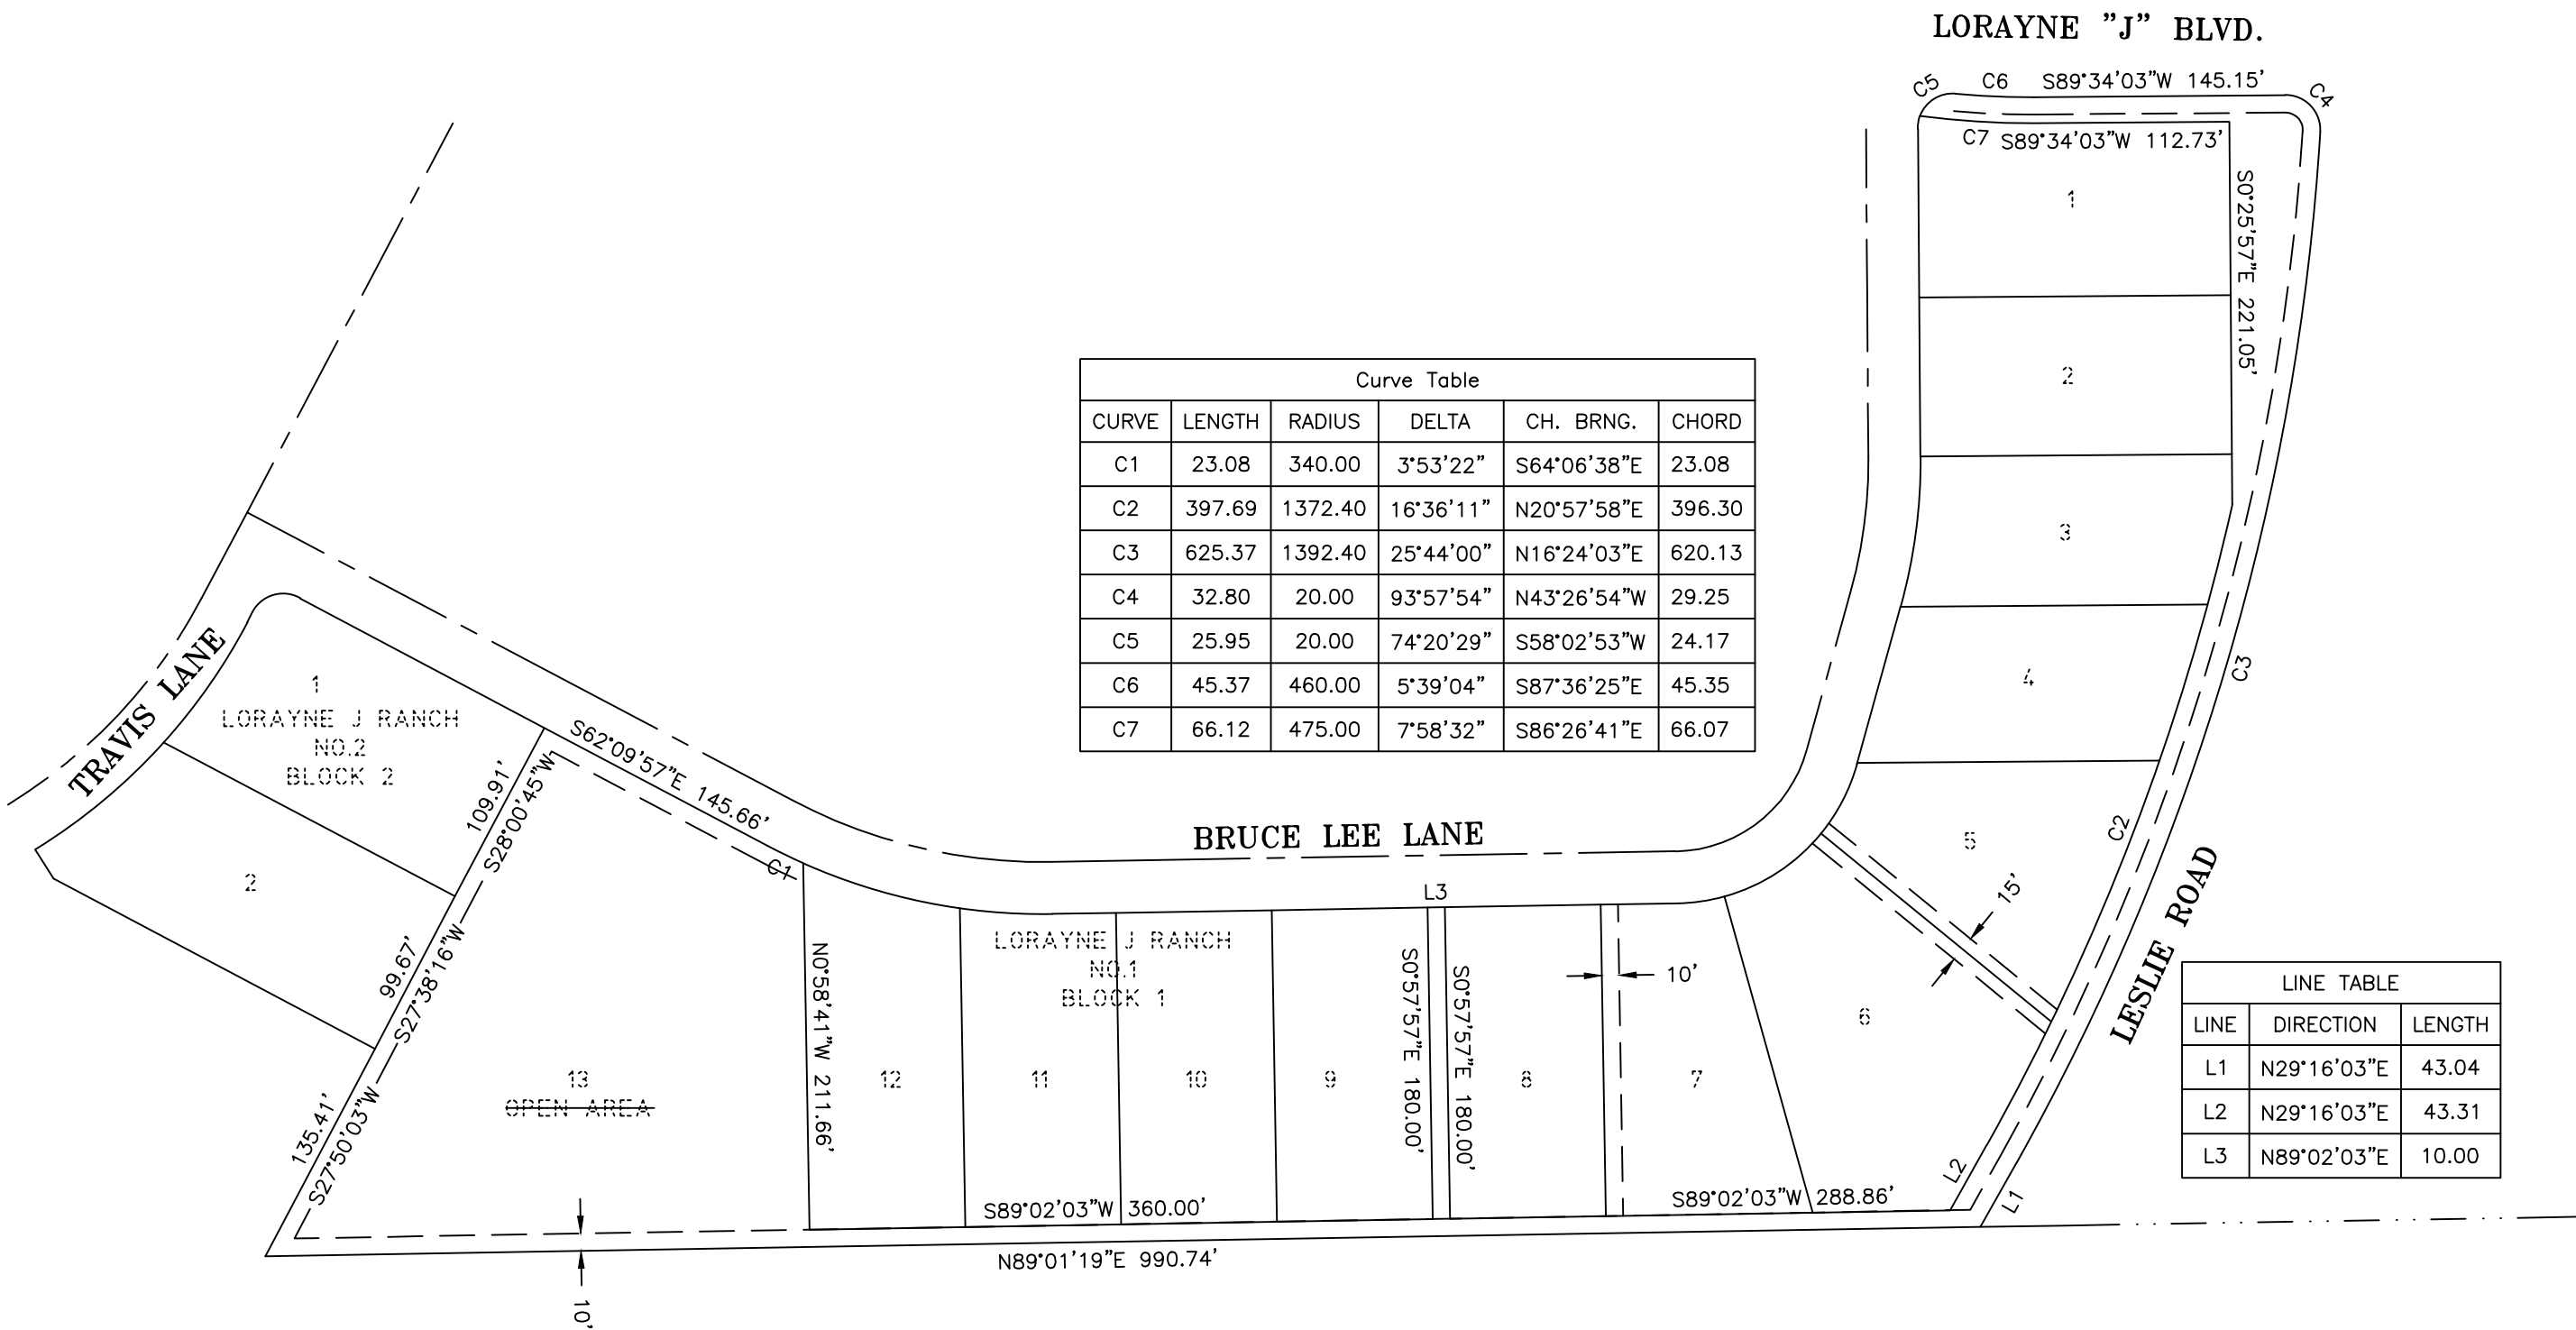 LORAYNE "J" BLVD.
C5
C6
S89°34'03"W 145.15'
C4
C7
S89°34'03"W 112.73'
1
S0°25'57"E 221.05'
2
3
4
5
C3
C2
15'
LESLIE ROAD
Curve Table
CURVE LENGTH RADIUS DELTA CH. BRNG. CHORD
C1 23.08 340.00 3°53'22" S64°06'38"E 23.08
C2 397.69 1372.40 16°36'11" N20°57'58"E 396.30
C3 625.37 1392.40 25°44'00" N16°24'03"E 620.13
C4 32.80 20.00 93°57'54" N43°26'54"W 29.25
C5 25.95 20.00 74°20'29" S58°02'53"W 24.17
C6 45.37 460.00 5°39'04" S87°36'25"E 45.35
C7 66.12 475.00 7°58'32" S86°26'41"E 66.07
TRAVIS LANE
1
LORAYNE J RANCH
NO.2
BLOCK 2
2
S62°09'57"E 145.66'
C1
109.91'
S28°00'45"W
99.67'
S27°38'16"W
135.41'
S27°50'03"W
13
OPEN AREA
BRUCE LEE LANE
L3
N0°58'41"W 211.66'
LORAYNE J RANCH
NO.1
BLOCK 1
12
11
10
9
S0°57'57"E 180.00'
S0°57'57"E 180.00'
8
10'
7
6
S89°02'03"W 360.00'
S89°02'03"W 288.86'
L2
L1
N89°01'19"E 990.74'
10'
LINE TABLE
LINE DIRECTION LENGTH
L1 N29°16'03"E 43.04
L2 N29°16'03"E 43.31
L3 N89°02'03"E 10.00